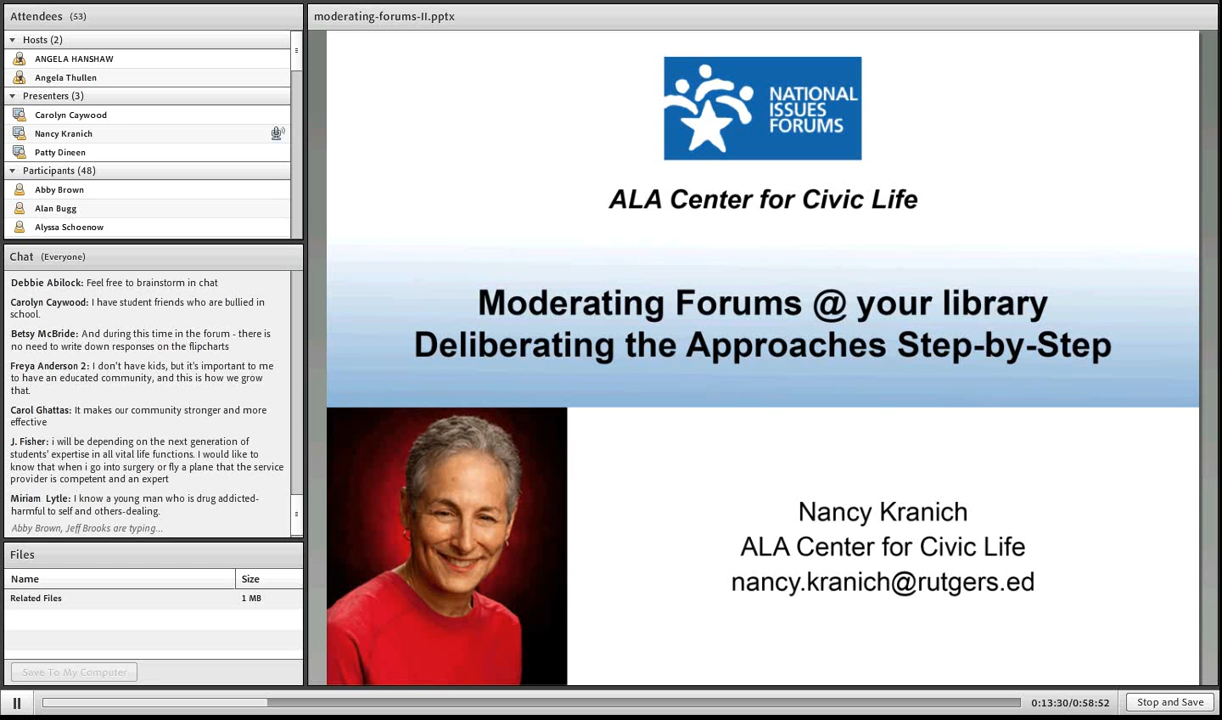 Attendees (53)
Hosts (2)
ANGELA HANSHAW
Angela Thullen
Presenters (3)
Carolyn Caywood
Nancy Kranich
Patty Dineen
Participants (48)
Abby Brown
Alan Bugg
Alyssa Schoenow
Chat (Everyone)
Debbie Abilock: Feel free to brainstorm in chat
Carolyn Caywood: I have student friends who are bullied in
school.
Betsy McBride: And during this time in the forum - there is
no need to write down responses on the flipcharts
Freya Anderson 2: I don't have kids, but it's important to me
to have an educated community, and this is how we grow
that.
Carol Ghattas: It makes our community stronger and more
effective
J. Fisher: i will be depending on the next generation of
students' expertise in all vital life functions. I would like to
know that when i go into surgery or fly a plane that the service
provider is competent and an expert
Miriam Lytle: I know a young man who is drug addicted-
harmful to self and others-dealing.
Abby Brown, Jeff Brooks are typing...
Files
Name Size
Related Files 1 MB
Save To My Computer
moderating-forums-II.pptx
NATIONAL
ISSUES
FORUMS
ALA Center for Civic Life
Moderating Forums @ your library
Deliberating the Approaches Step-by-Step
Nancy Kranich
ALA Center for Civic Life
nancy.kranich@rutgers.ed
0:13:30/0:58:52
Stop and Save